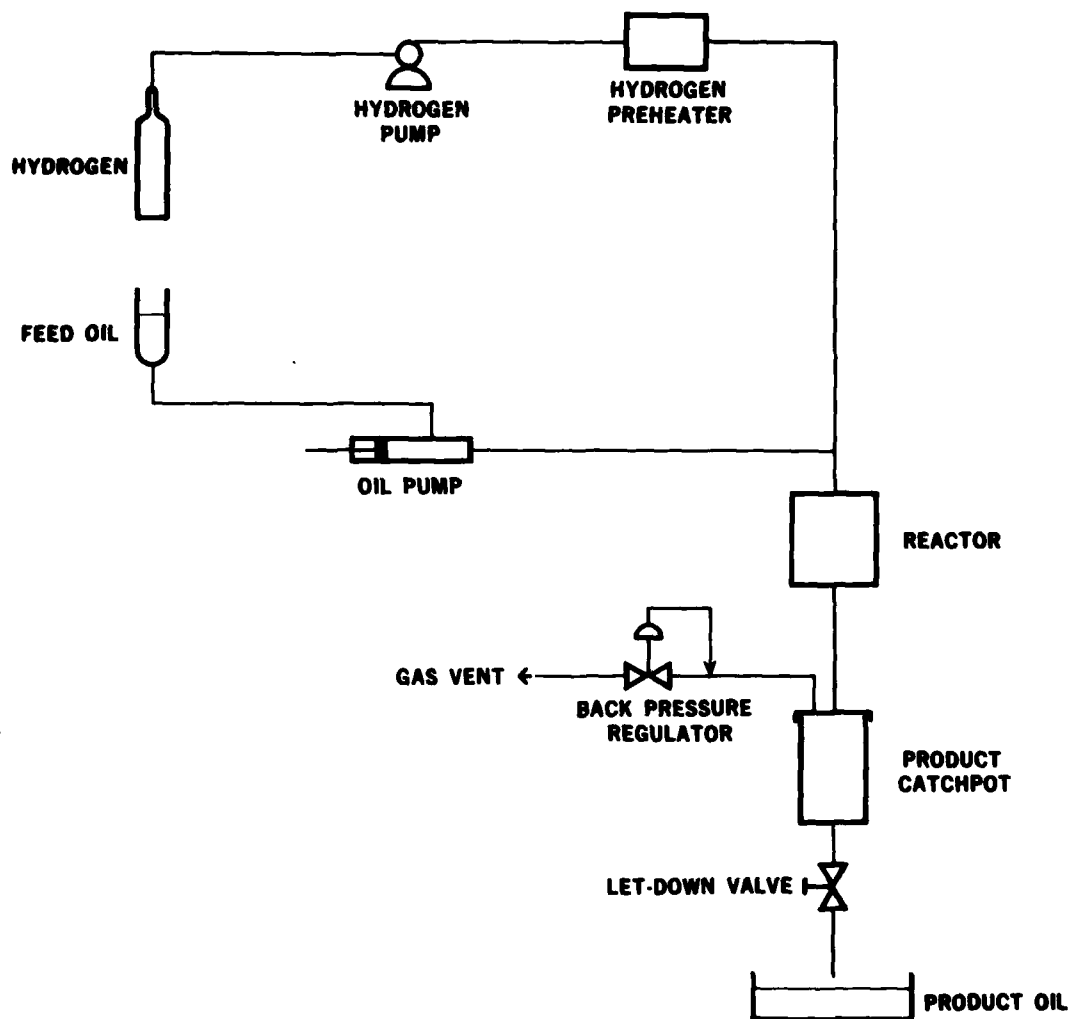 HYDROGEN
PUMP
HYDROGEN
PREHEATER
HYDROGEN
FEED OIL
OIL PUMP
REACTOR
GAS VENT
BACK PRESSURE
REGULATOR
PRODUCT
CATCHPOT
LET-DOWN VALVE
PRODUCT OIL